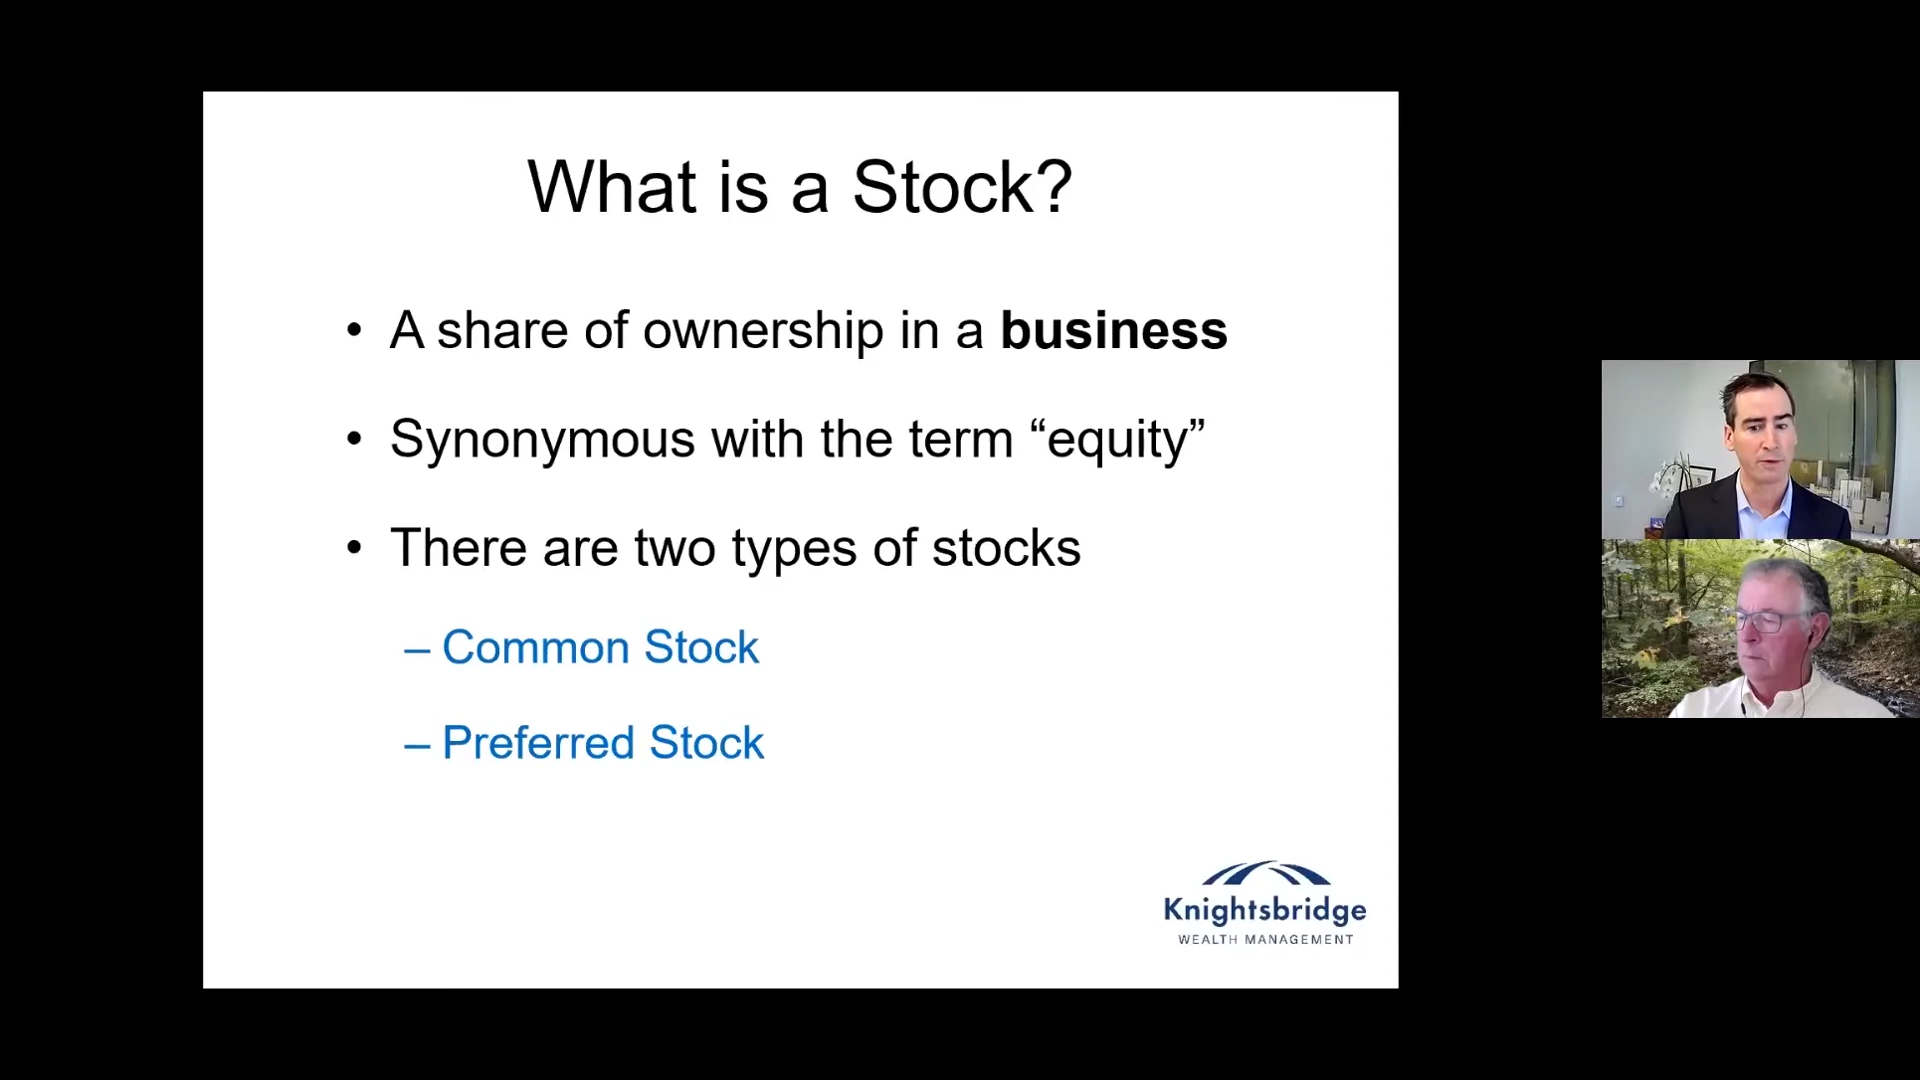 What is a Stock?
• A share of ownership in a business
• Synonymous with the term “equity”
• There are two types of stocks
– Common Stock
– Preferred Stock
Knightsbridge
WEALTH MANAGEMENT